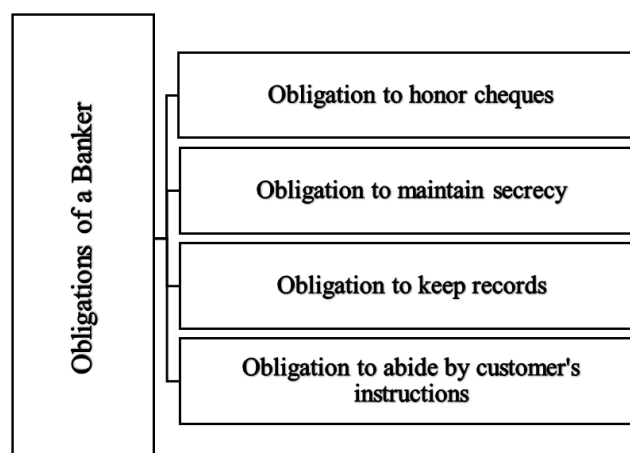 Obligations of a Banker
Obligation to honor cheques
Obligation to maintain secrecy
Obligation to keep records
Obligation to abide by customer's
instructions